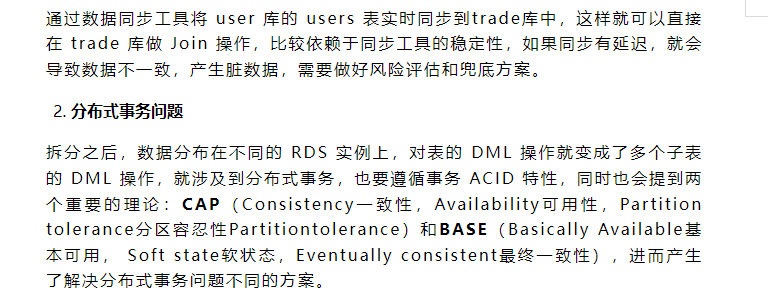 通过数据同步工具将 user 库的 users 表实时同步到trade库中，这样就可以直接
在 trade 库做 Join 操作，比较依赖于同步工具的稳定性，如果同步有延迟，就会
导致数据不一致，产生脏数据，需要做好风险评估和兜底方案。
2. 分布式事务问题
拆分之后，数据分布在不同的 RDS 实例上，对表的 DML 操作就变成了多个子表
的 DML 操作，就涉及到分布式事务，也要遵循事务 ACID 特性，同时也会提到两
个重要的理论：CAP（Consistency一致性，Availability可用性，Partition
tolerance分区容忍性Partitiontolerance）和BASE（Basically Available基
本可用， Soft state软状态，Eventually consistent最终一致性），进而产生
了解决分布式事务问题不同的方案。